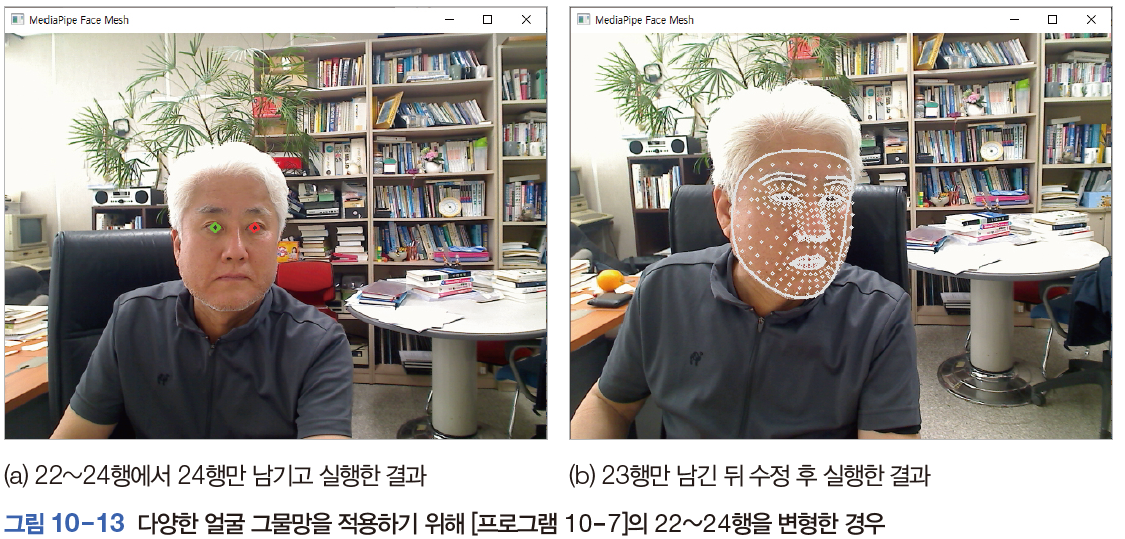 MediaPipe Face Mesh
MediaPipe Face Mesh
(a) 22~24행에서 24행만 남기고 실행한 결과
(b) 23행만 남긴 뒤 수정 후 실행한 결과
그림 10-13 다양한 얼굴 그물망을 적용하기 위해 [프로그램 10-7]의 22~24행을 변형한 경우